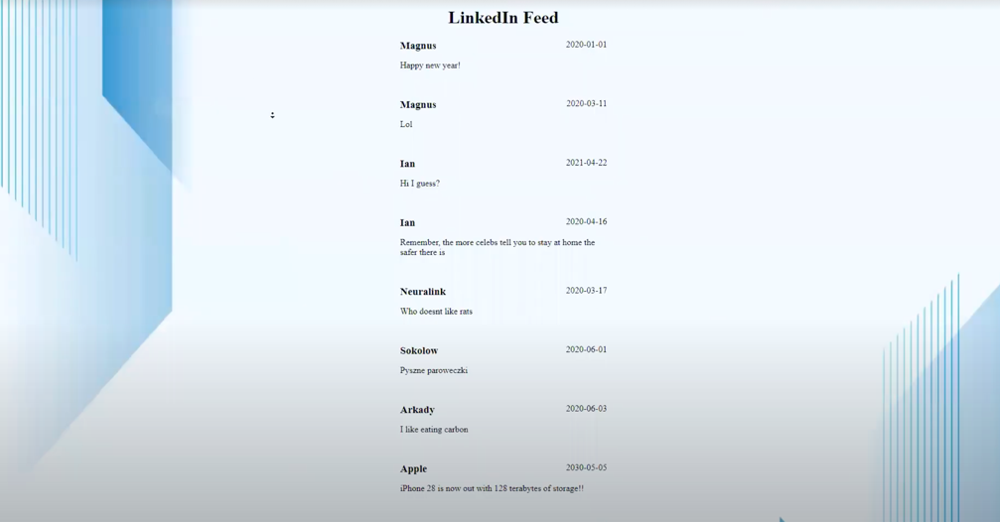 LinkedIn Feed
Magnus 2020-01-01
Happy new year!
Magnus 2020-03-11
Lol
Ian 2021-04-22
Hi I guess?
Ian 2020-04-16
Remember, the more celebs tell you to stay at home the
safer there is
Neuralink 2020-03-17
Who doesnt like rats
Sokolow 2020-06-01
Pyszne paroweczki
Arkady 2020-06-03
I like eating carbon
Apple 2030-05-05
iPhone 28 is now out with 128 terabytes of storage!!